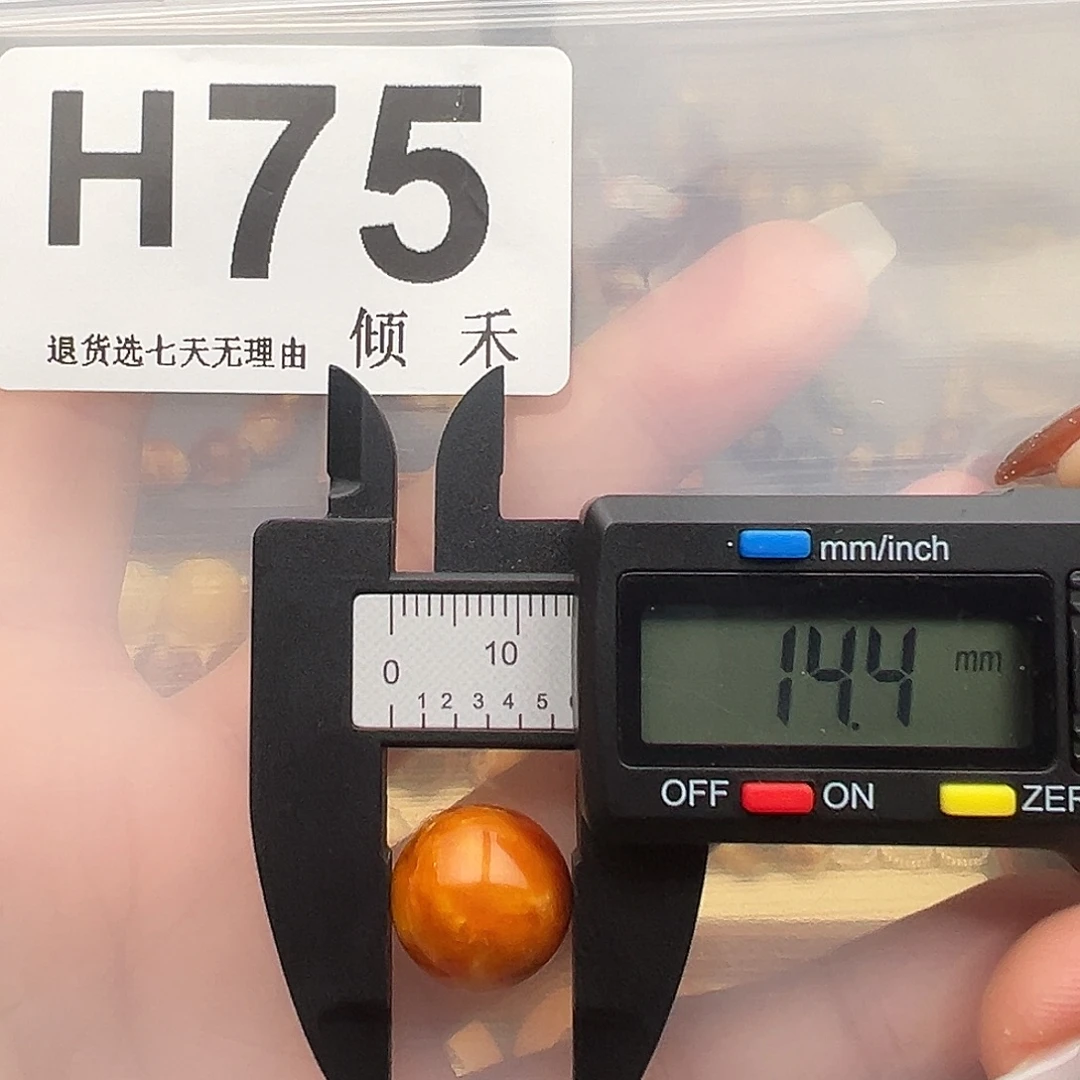 H75
退货选七天无理由 倾 禾
mm/inch
14.4 mm
0 10
1 2 3 4 5
OFF ON ZER